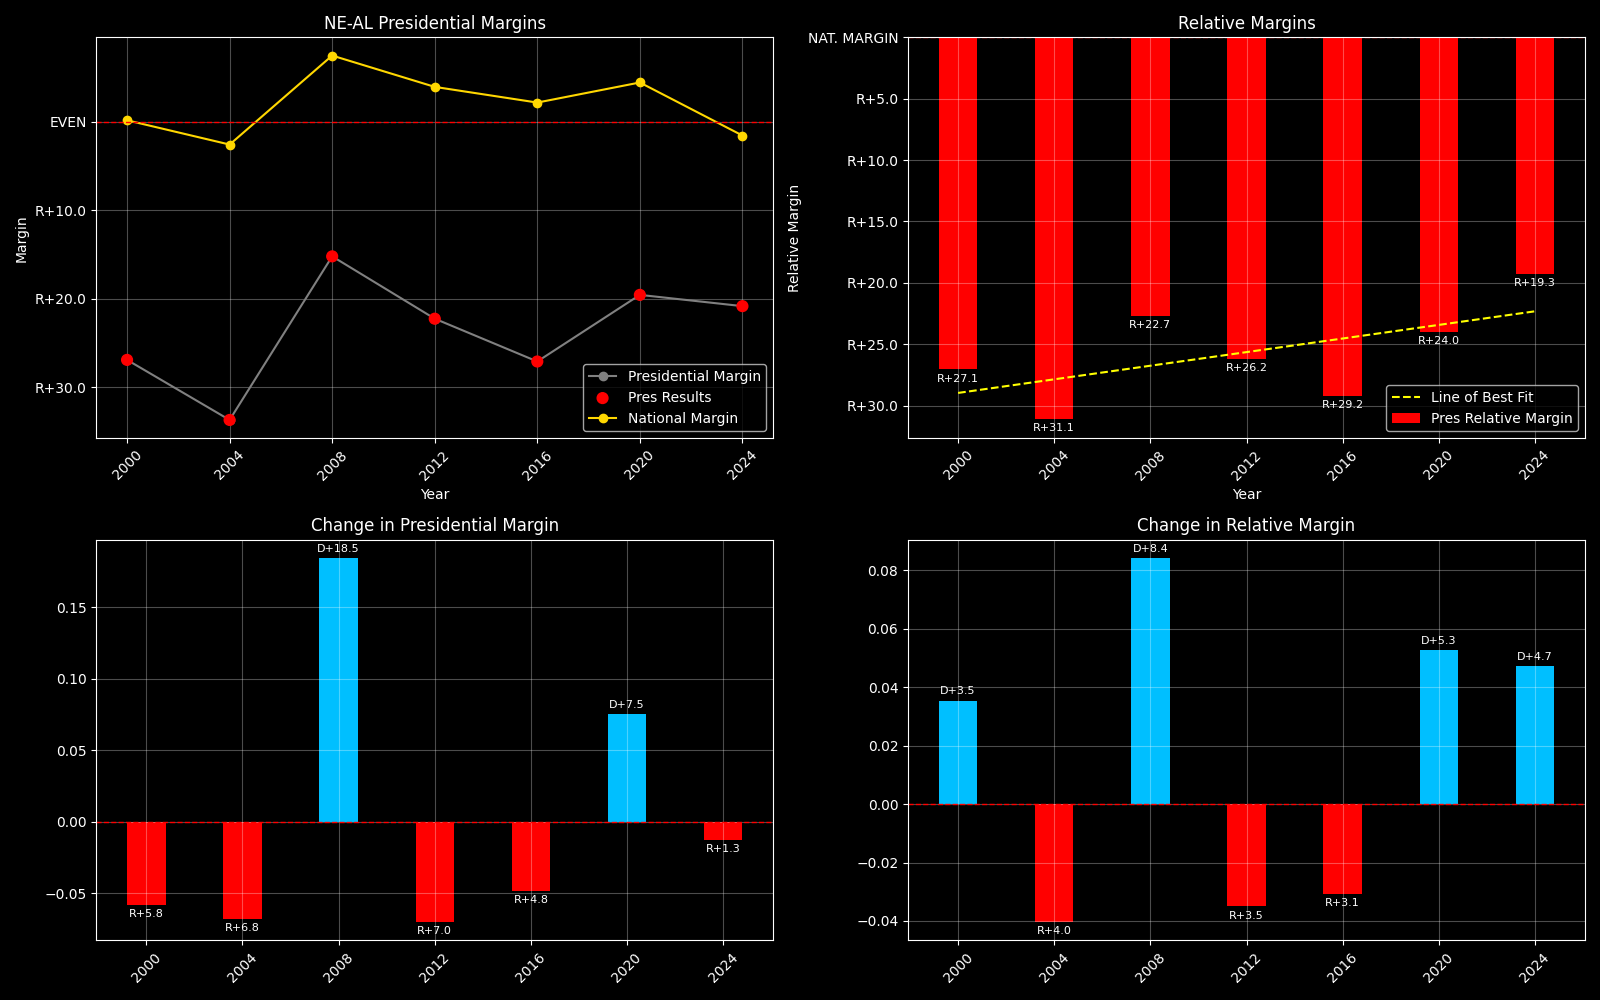 NE-AL Presidential Margins
Margin
EVEN
R+10.0
R+20.0
R+30.0
Presidential Margin
Pres Results
National Margin
2000
2004
2008
2012
2016
2020
2024
Year
Relative Margins
Relative Margin
NAT. MARGIN
R+5.0
R+10.0
R+15.0
R+20.0
R+25.0
R+30.0
R+27.1
R+31.1
R+22.7
R+26.2
R+29.2
R+24.0
R+19.3
Line of Best Fit
Pres Relative Margin
2000
2004
2008
2012
2016
2020
2024
Year
Change in Presidential Margin
0.15
0.10
0.05
0.00
−0.05
R+5.8
R+6.8
D+18.5
R+7.0
R+4.8
D+7.5
R+1.3
2000
2004
2008
2012
2016
2020
2024
Change in Relative Margin
0.08
0.06
0.04
0.02
0.00
−0.02
−0.04
D+3.5
R+4.0
D+8.4
R+3.5
R+3.1
D+5.3
D+4.7
2000
2004
2008
2012
2016
2020
2024